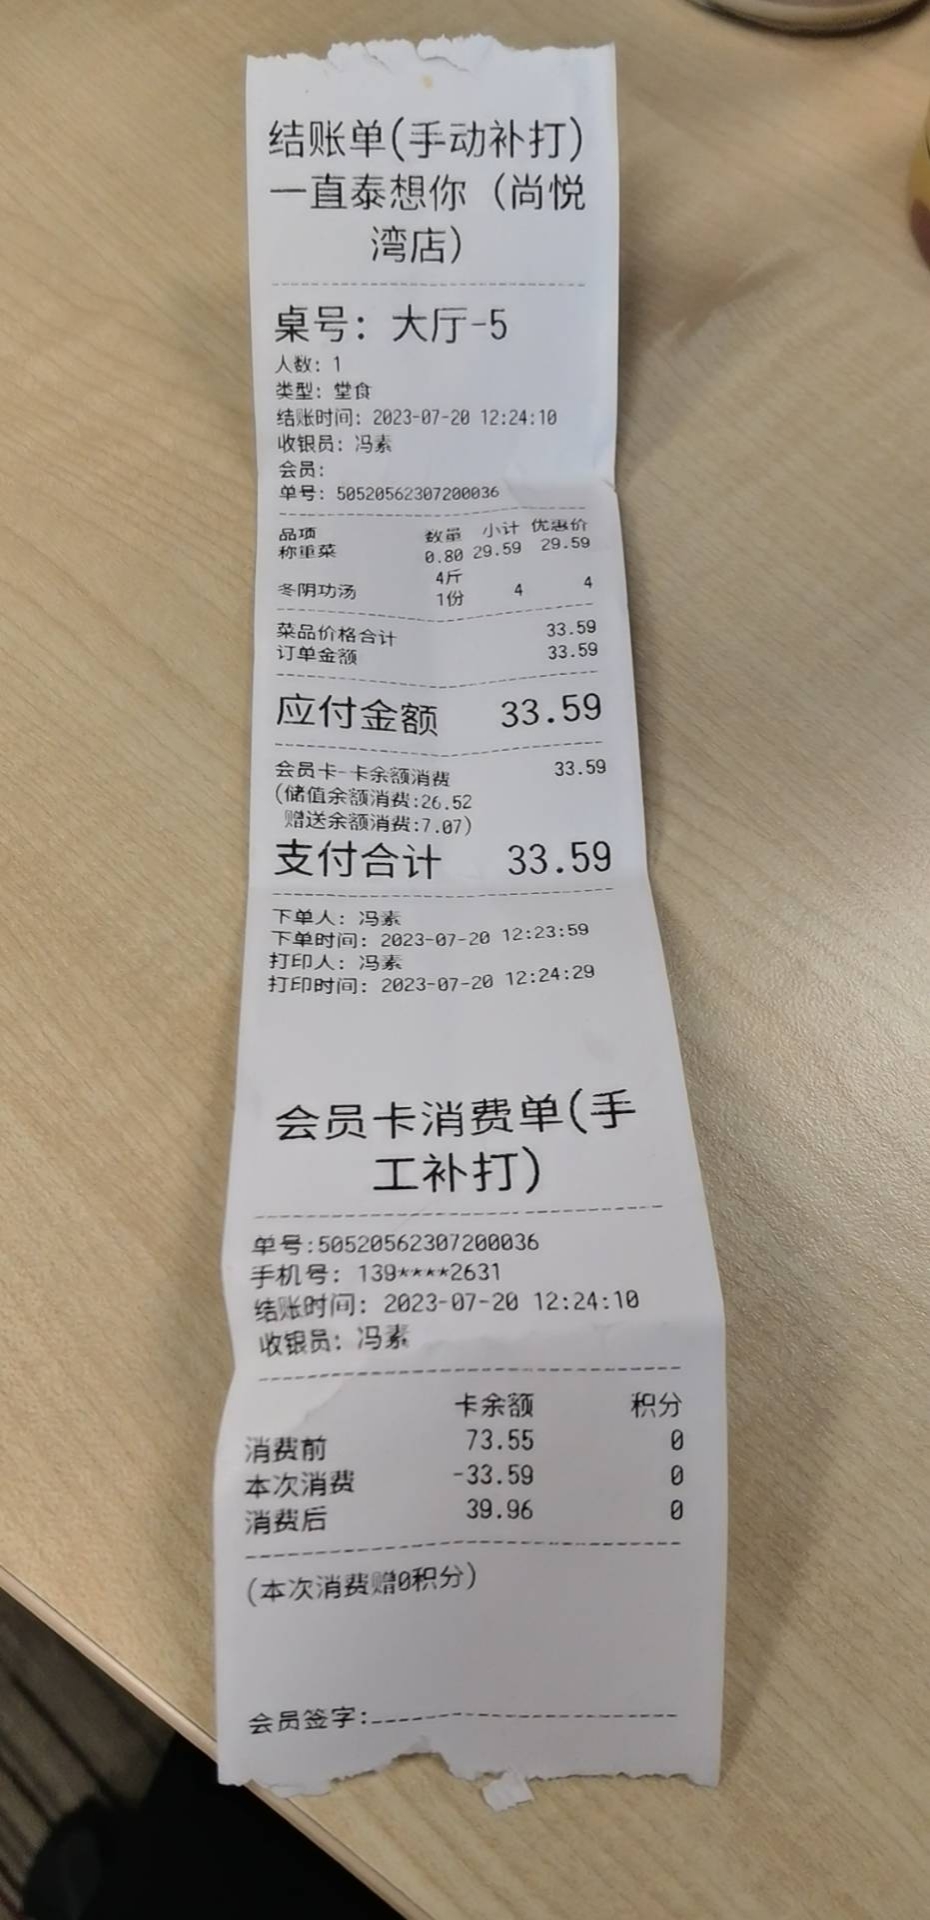 结账单(手动补打)
一直泰想你（尚悦
湾店）
桌号：大厅-5
人数：1
类型：堂食
结账时间：2023-07-20 12:24:10
收银员：冯素
会员：
单号：50520562307200036
品项 数量 小计 优惠价
称重菜 0.80 29.59 29.59
4斤
冬阴功汤 1份 4 4
菜品价格合计 33.59
订单金额 33.59
应付金额 33.59
会员卡-卡余额消费 33.59
(储值余额消费:26.52
赠送余额消费:7.07)
支付合计 33.59
下单人：冯素
下单时间：2023-07-20 12:23:59
打印人：冯素
打印时间：2023-07-20 12:24:29
会员卡消费单(手
工补打)
单号:50520562307200036
手机号：139****2631
结账时间：2023-07-20 12:24:10
收银员：冯素
卡余额 积分
消费前 73.55 0
本次消费 -33.59 0
消费后 39.96 0
(本次消费赠0积分)
会员签字: